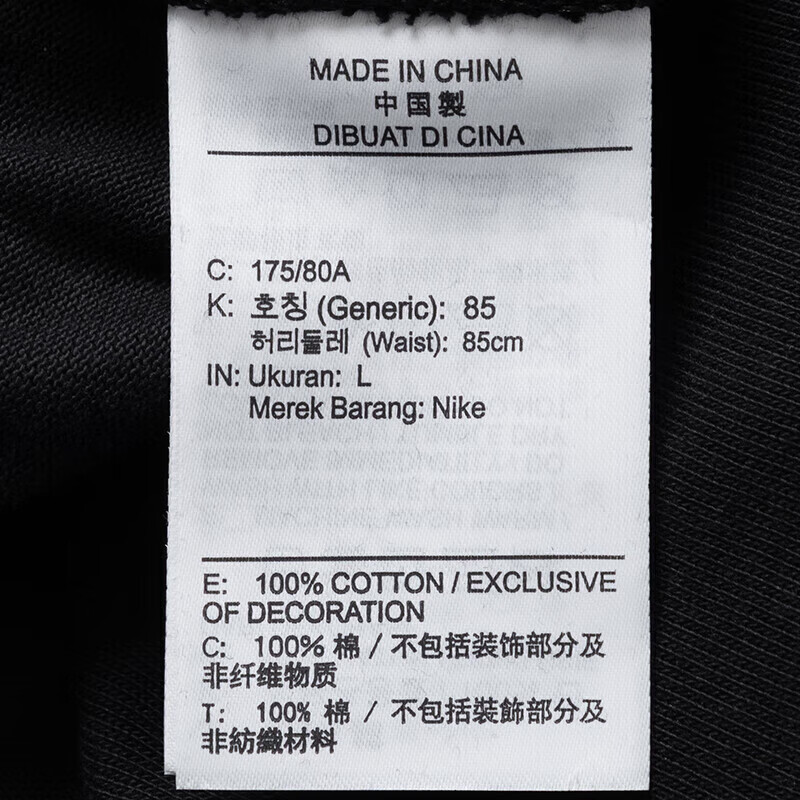 MADE IN CHINA
中国製
DIBUAT DI CINA
C: 175/80A
K: 호칭 (Generic): 85
허리둘레 (Waist): 85cm
IN: Ukuran: L
Merek Barang: Nike
E: 100% COTTON / EXCLUSIVE
OF DECORATION
C: 100% 棉 / 不包括装饰部分及
非纤维物质
T: 100% 棉 / 不包括裝飾部分及
非紡織材料